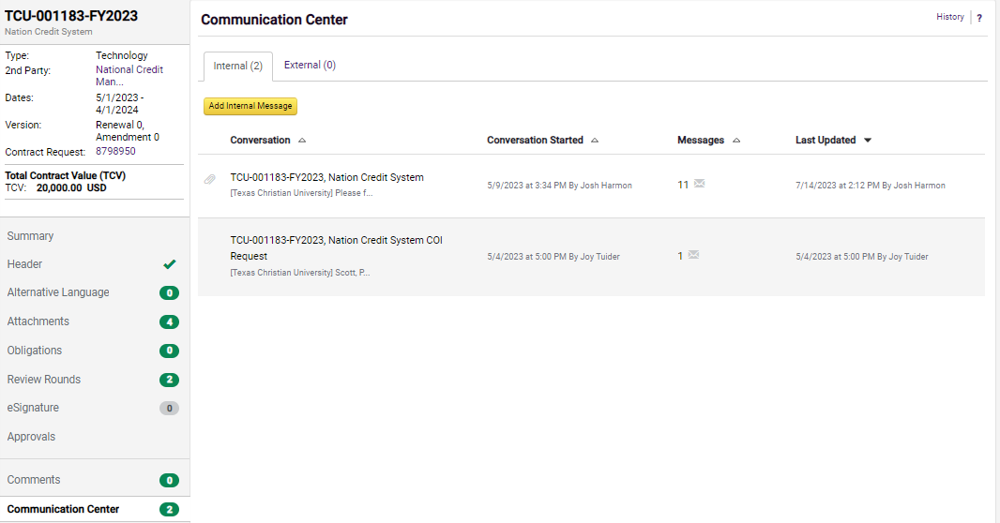 TCU-001183-FY2023
Nation Credit System
Type: Technology
2nd Party: National Credit
Man...
Dates: 5/1/2023 -
4/1/2024
Version: Renewal 0,
Amendment 0
Contract Request: 8798950
Total Contract Value (TCV)
TCV: 20,000.00 USD
Summary
Header
Alternative Language 0
Attachments 4
Obligations 0
Review Rounds 2
eSignature 0
Approvals
Comments 0
Communication Center 2
Communication Center
History ?
Internal (2) External (0)
Add Internal Message
Conversation Conversation Started Messages Last Updated
TCU-001183-FY2023, Nation Credit System
[Texas Christian University] Please f...
5/9/2023 at 3:34 PM By Josh Harmon 11 7/14/2023 at 2:12 PM By Josh Harmon
TCU-001183-FY2023, Nation Credit System COI
Request
[Texas Christian University] Scott, P...
5/4/2023 at 5:00 PM By Joy Tuider 1 5/4/2023 at 5:00 PM By Joy Tuider